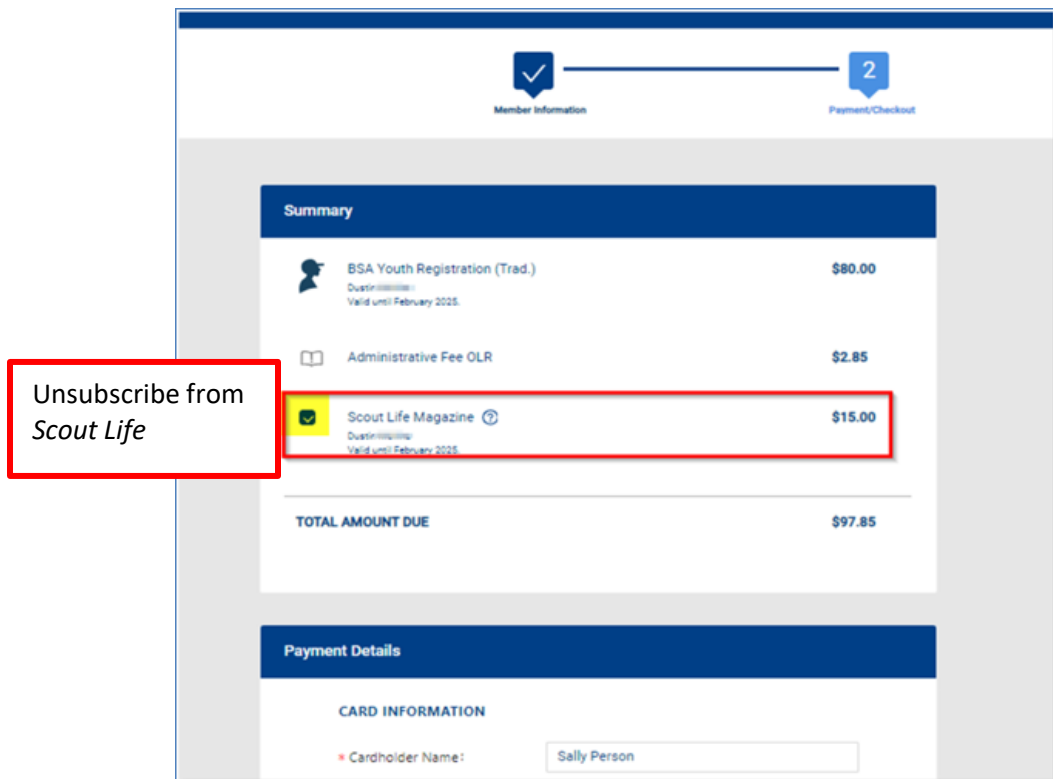 2
Member Information
Payment/Checkout
Summary
BSA Youth Registration (Trad.)
$80.00
Dustin
Valid until February 2025.
Administrative Fee OLR
$2.85
Unsubscribe from
Scout Life
Scout Life Magazine ?
$15.00
Dustin
Valid until February 2025.
TOTAL AMOUNT DUE
$97.85
Payment Details
CARD INFORMATION
* Cardholder Name:
Sally Person